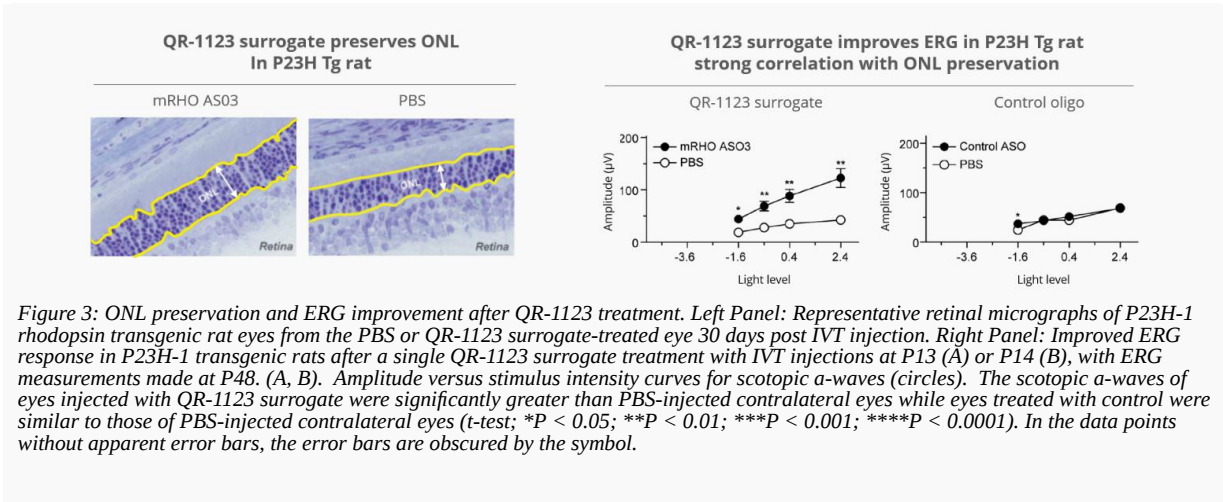 QR-1123 surrogate preserves ONL
In P23H Tg rat
mRHO AS03
PBS
ONL
Retina
ONL
Retina
QR-1123 surrogate improves ERG in P23H Tg rat
strong correlation with ONL preservation
QR-1123 surrogate
Control oligo
200
100
0
Amplitude (µV)
mRHO ASO3
PBS
*
**
**
**
-3.6
-1.6
0.4
2.4
Light level
200
100
0
Amplitude (µV)
Control ASO
PBS
*
-3.6
-1.6
0.4
2.4
Light level
Figure 3: ONL preservation and ERG improvement after QR-1123 treatment. Left Panel: Representative retinal micrographs of P23H-1
rhodopsin transgenic rat eyes from the PBS or QR-1123 surrogate-treated eye 30 days post IVT injection. Right Panel: Improved ERG
response in P23H-1 transgenic rats after a single QR-1123 surrogate treatment with IVT injections at P13 (A) or P14 (B), with ERG
measurements made at P48. (A, B).  Amplitude versus stimulus intensity curves for scotopic a-waves (circles).  The scotopic a-waves of
eyes injected with QR-1123 surrogate were significantly greater than PBS-injected contralateral eyes while eyes treated with control were
similar to those of PBS-injected contralateral eyes (t-test; *P < 0.05; **P < 0.01; ***P < 0.001; ****P < 0.0001). In the data points
without apparent error bars, the error bars are obscured by the symbol.